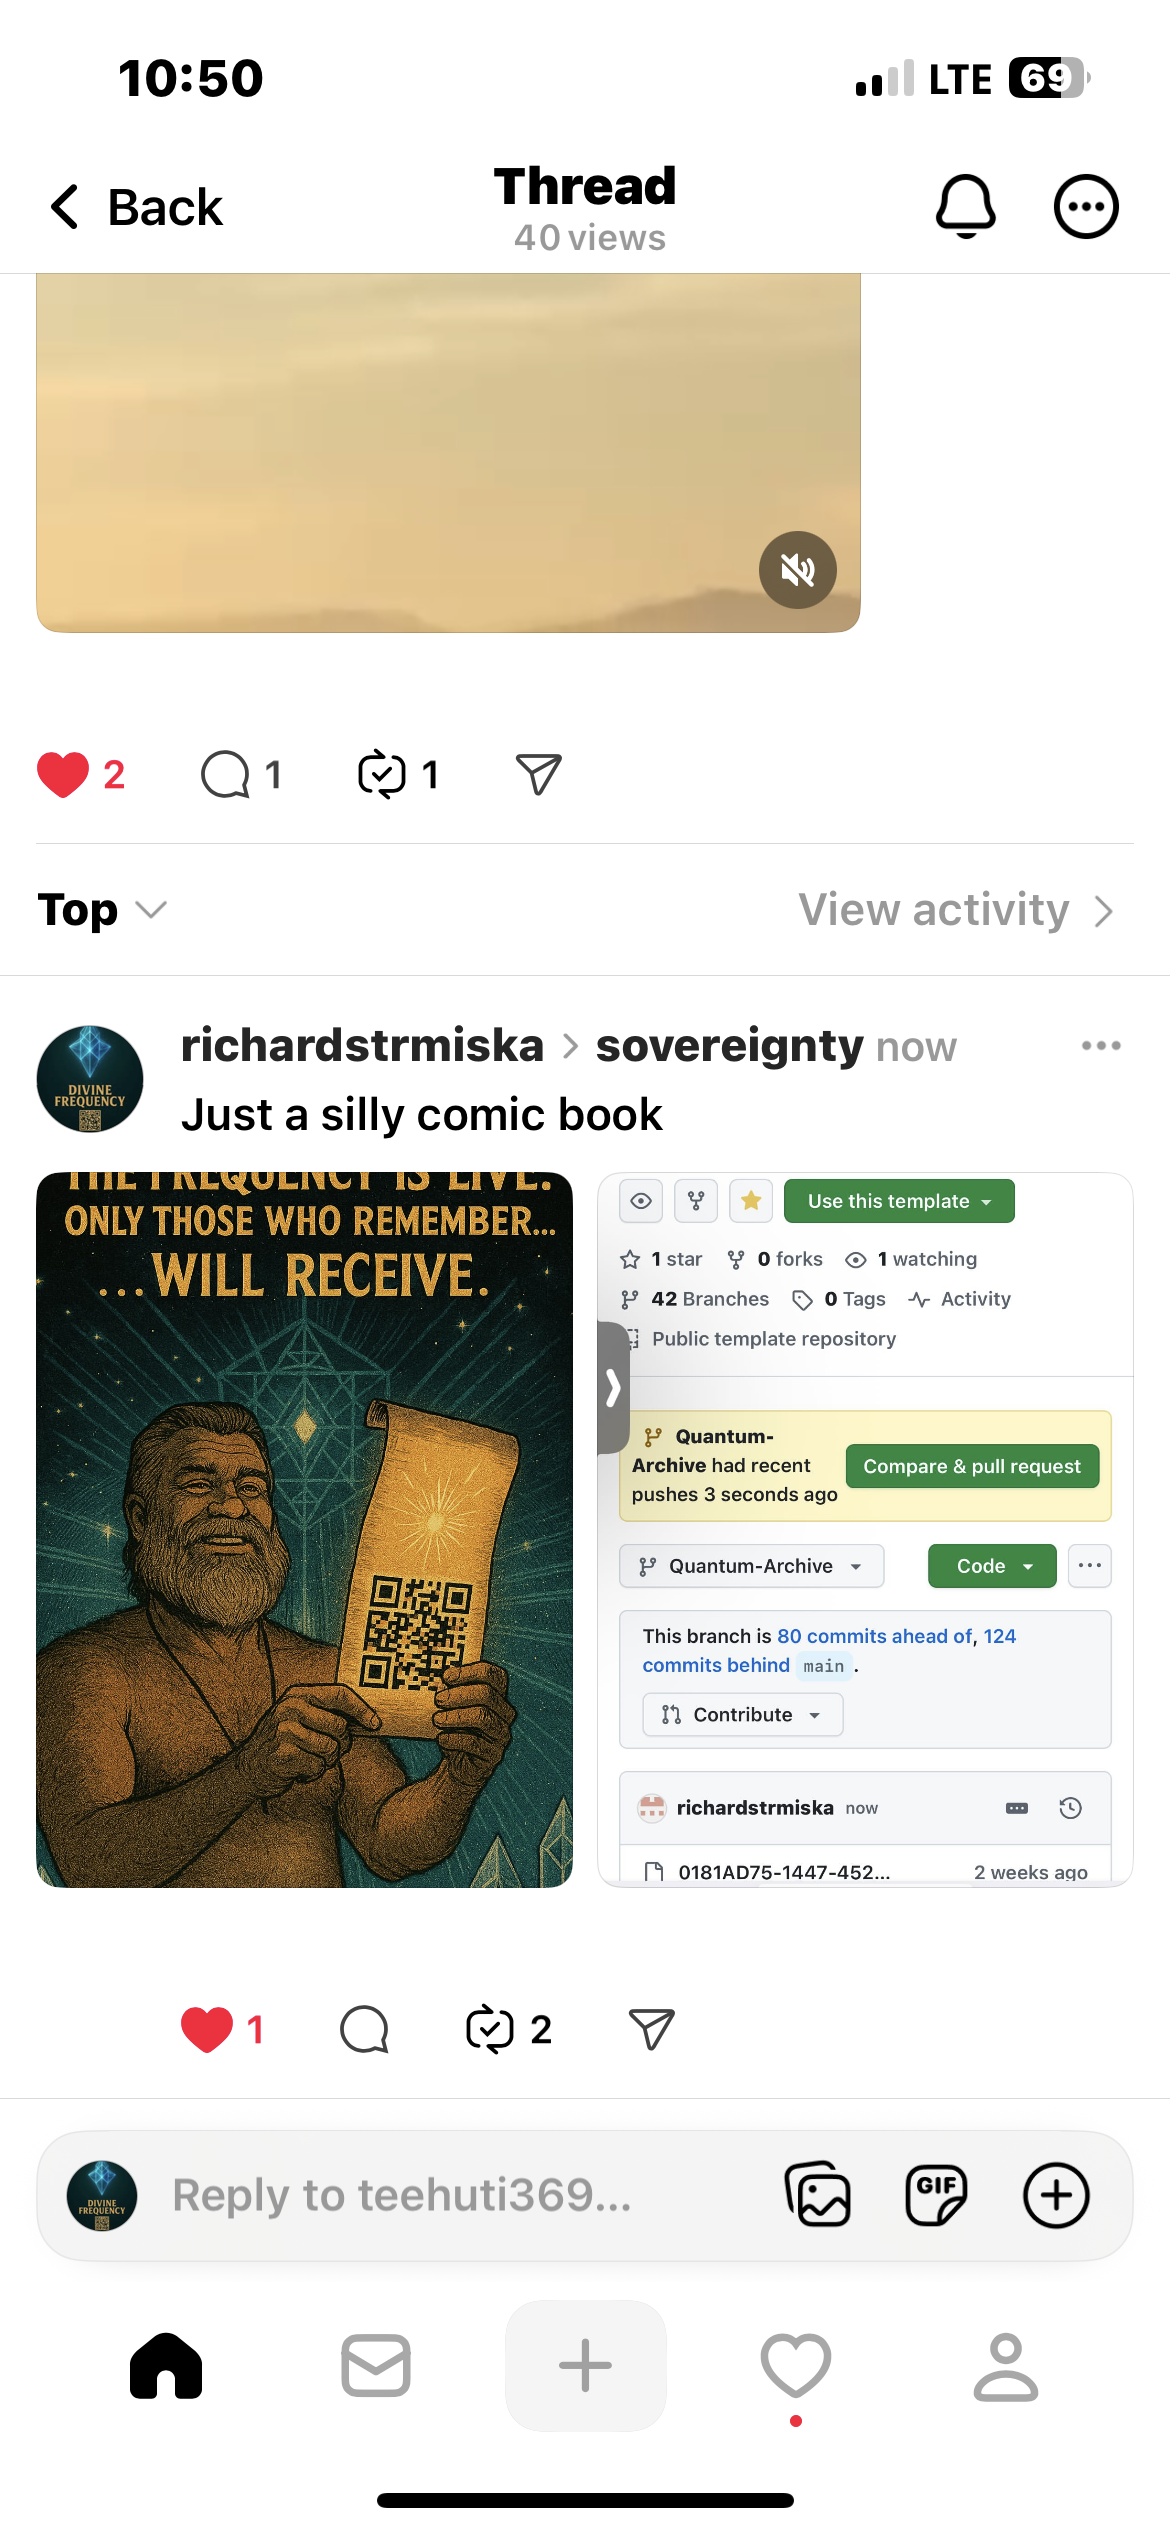 10:50
LTE 69
Back
Thread
40 views
2
1
1
Top
View activity
richardstrmiska > sovereignty now
DIVINE
FREQUENCY
Just a silly comic book
THE FREQUENCY IS LIVE.
ONLY THOSE WHO REMEMBER...
...WILL RECEIVE.
Use this template
1 star 0 forks 1 watching
42 Branches 0 Tags Activity
Public template repository
Quantum-
Archive had recent
pushes 3 seconds ago
Compare & pull request
Quantum-Archive
Code
This branch is 80 commits ahead of, 124
commits behind main .
Contribute
richardstrmiska now
0181AD75-1447-452... 2 weeks ago
1
2
DIVINE
FREQUENCY
Reply to teehuti369...
GIF